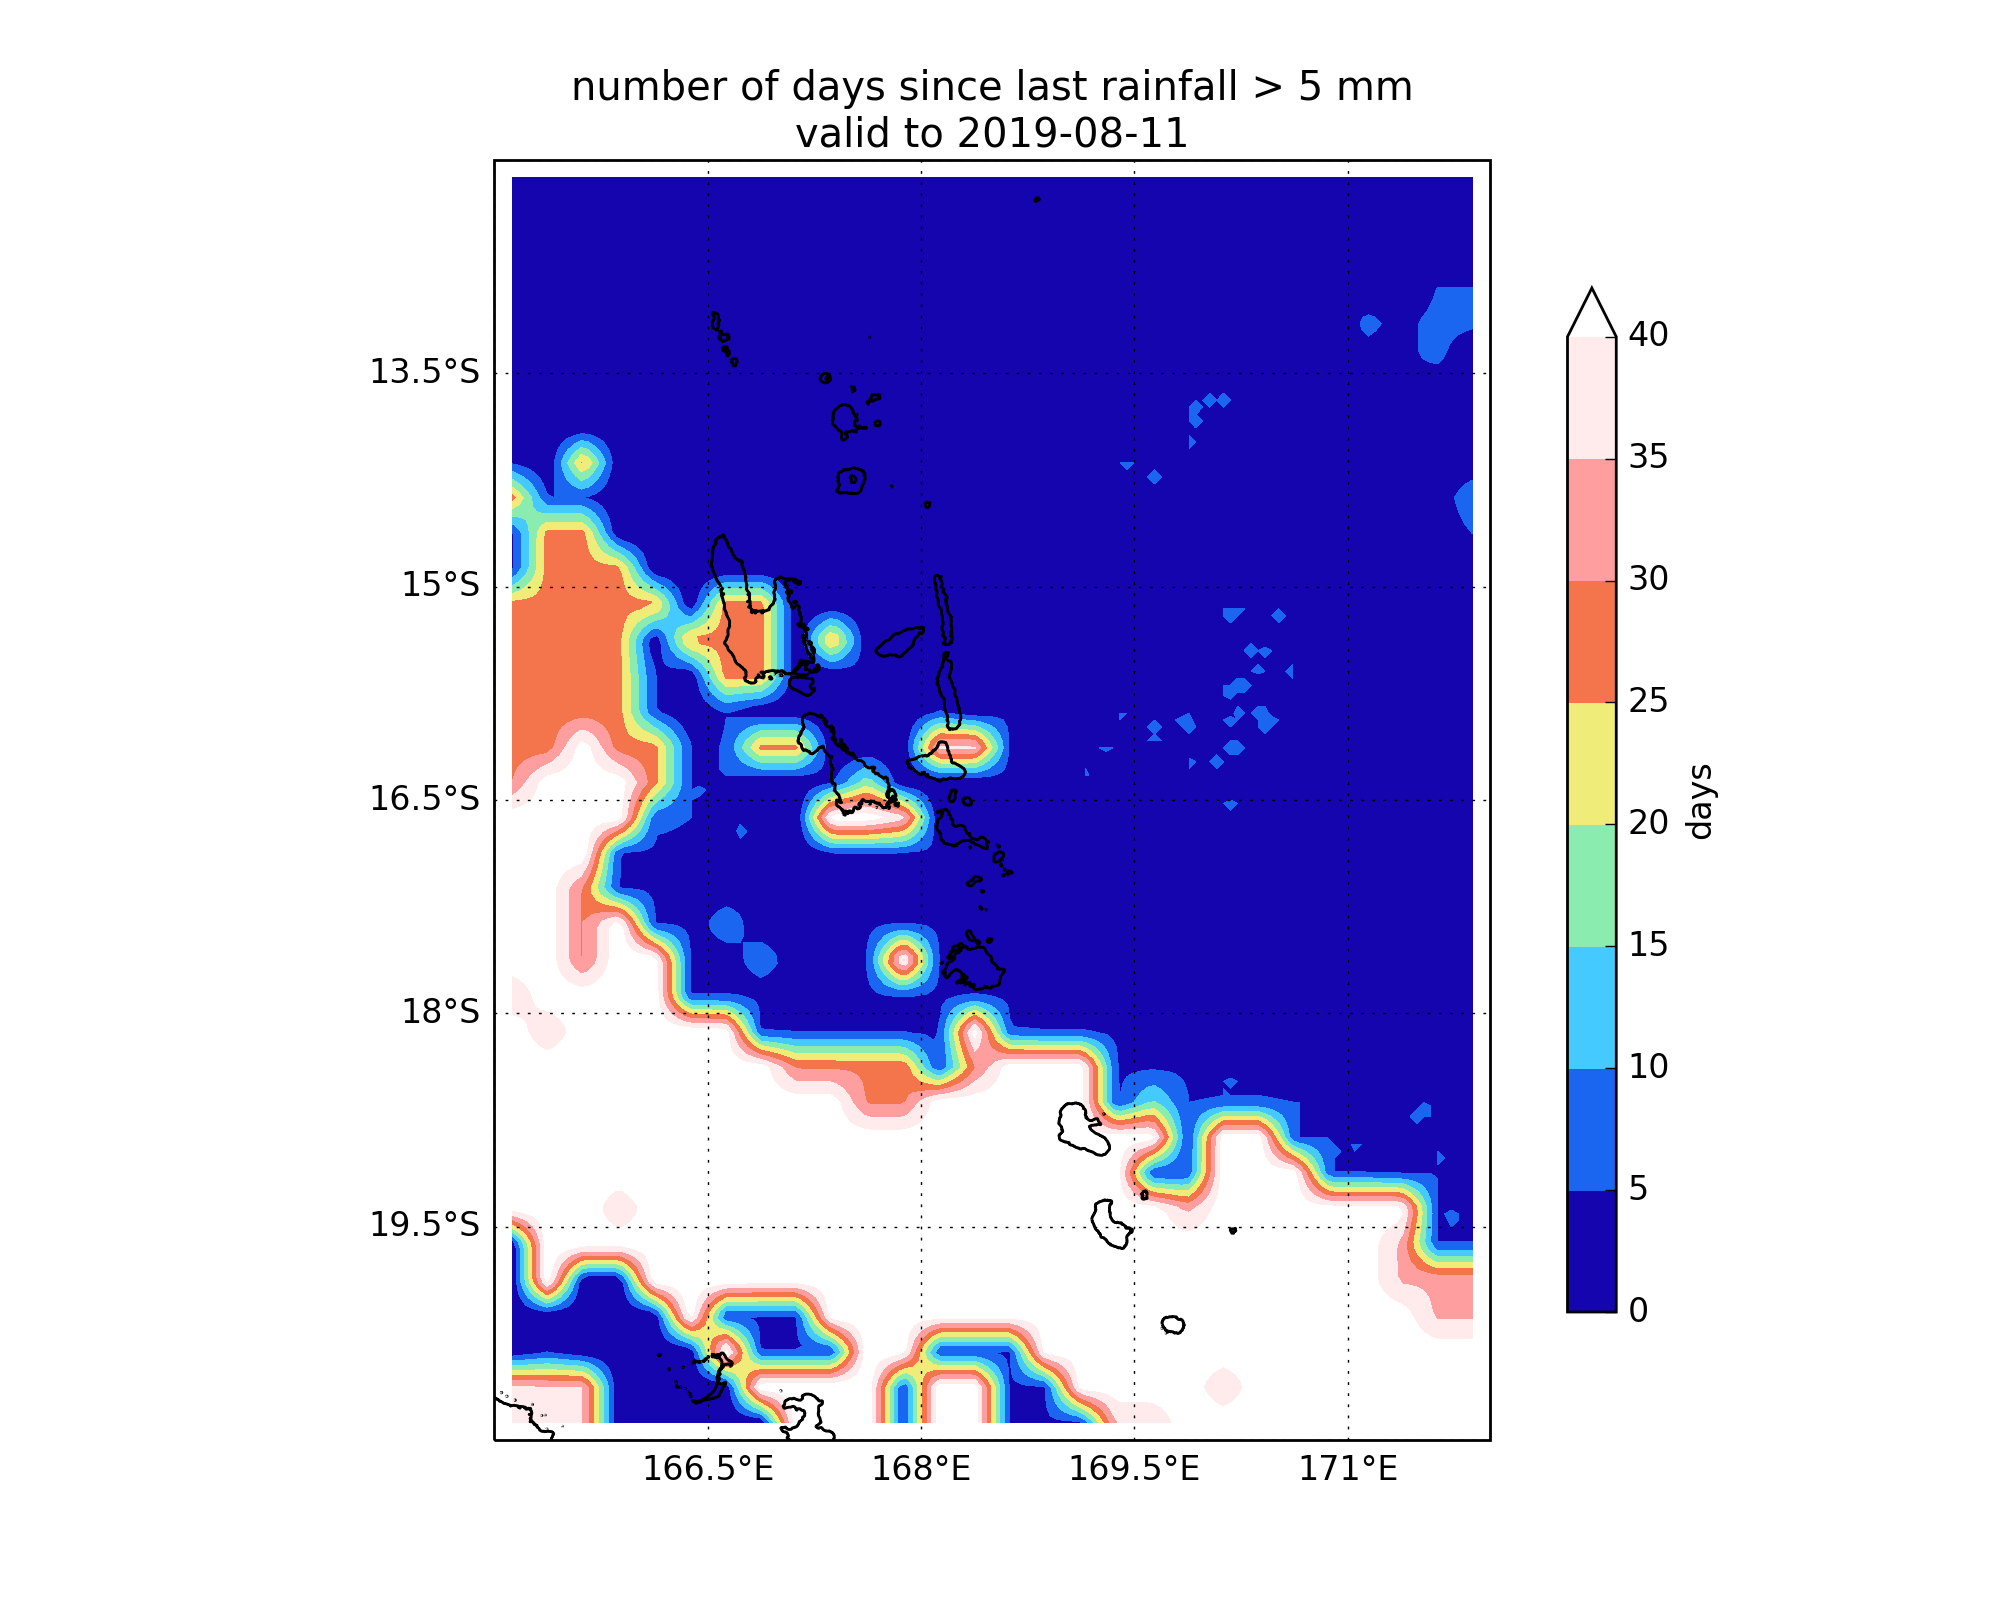 number of days since last rainfall > 5 mm
valid to 2019-08-11
13.5°S
15°S
16.5°S
18°S
19.5°S
166.5°E
168°E
169.5°E
171°E
40
35
30
25
20
15
10
5
0
days